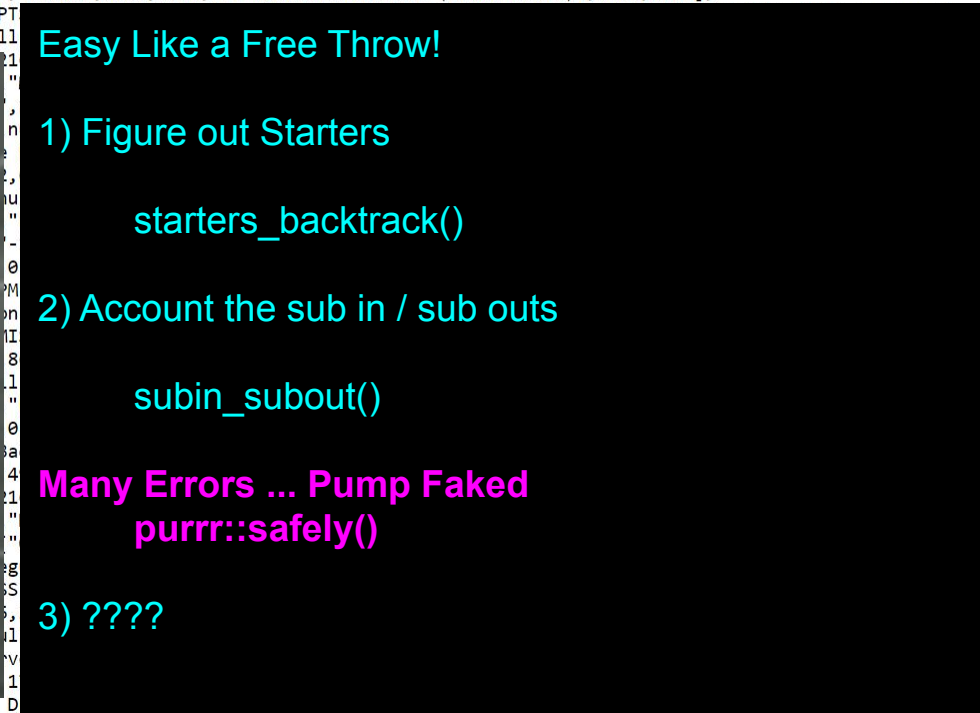 Easy Like a Free Throw!
1) Figure out Starters
starters_backtrack()
2) Account the sub in / sub outs
subin_subout()
Many Errors ... Pump Faked
purrr::safely()
3) ????